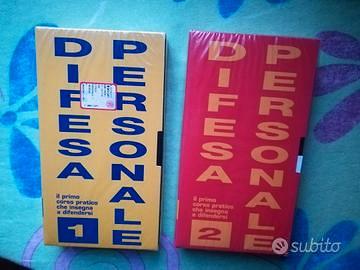 DIFESA
PERSONALE
il primo
corso pratico
che insegna
a difendersi
1
DIFESA
PERSONALE
il primo
corso pratico
che insegna
a difendersi
2
subito